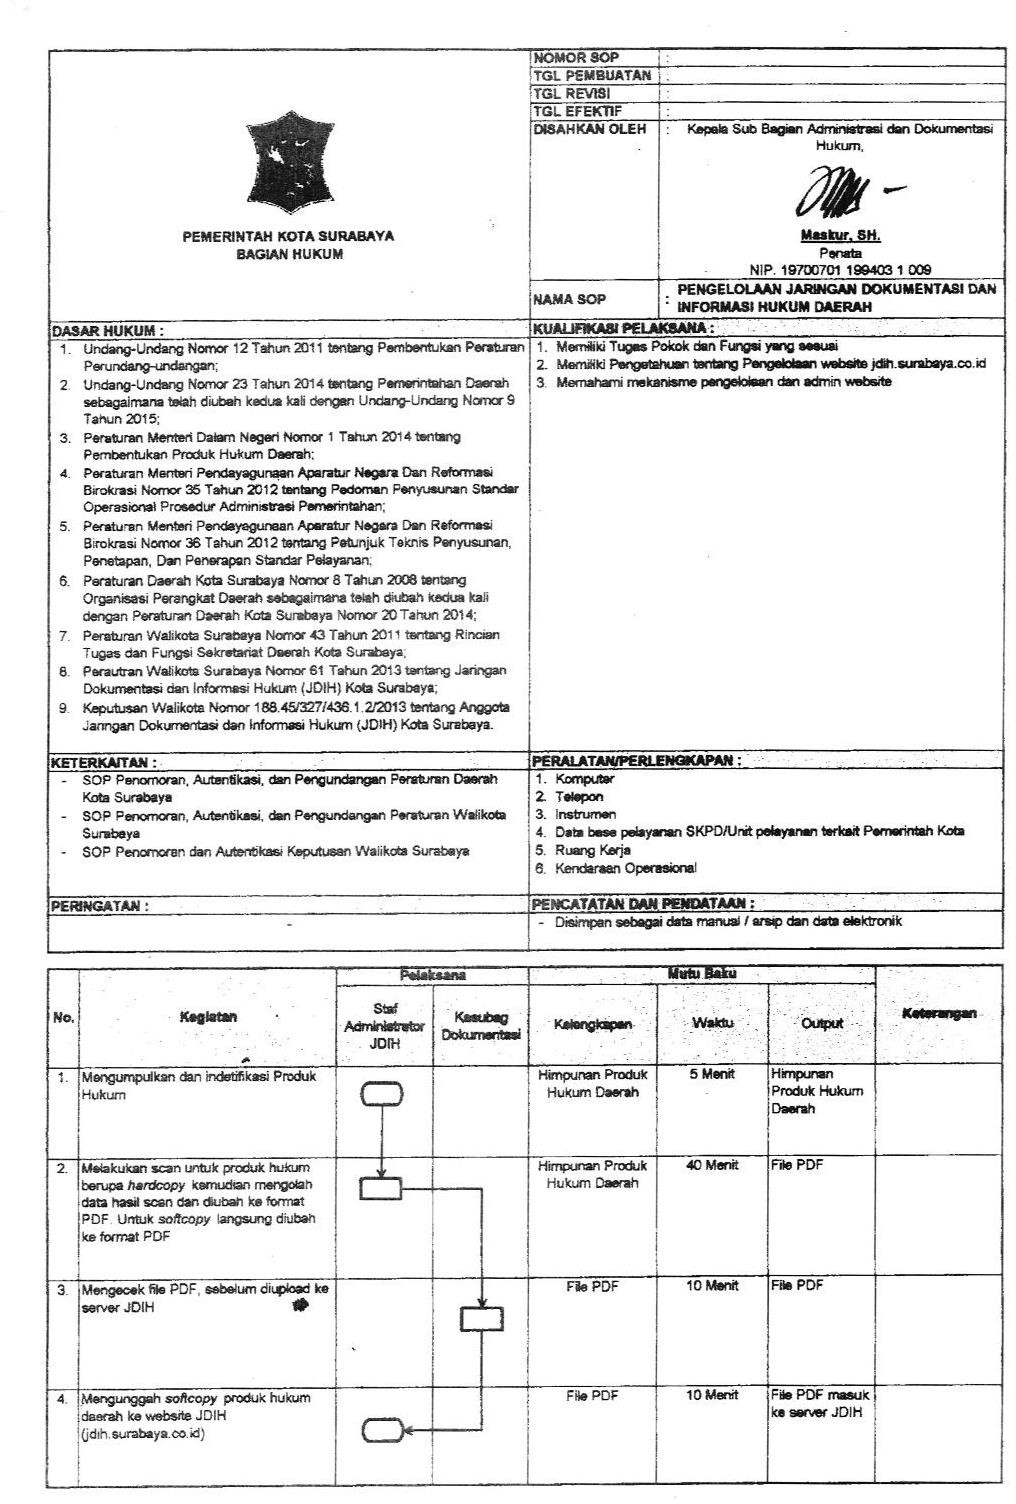 PEMERINTAH KOTA SURABAYA
BAGIAN HUKUM
NOMOR SOP :
TGL PEMBUATAN :
TGL REVISI :
TGL EFEKTIF :
DISAHKAN OLEH : Kepala Sub Bagian Administrasi dan Dokumentasi
Hukum,
Maskur, SH.
Penata
NIP. 19700701 199403 1 009
NAMA SOP : PENGELOLAAN JARINGAN DOKUMENTASI DAN
INFORMASI HUKUM DAERAH
DASAR HUKUM :
1. Undang-Undang Nomor 12 Tahun 2011 tentang Pembentukan Peraturan
Perundang-undangan;
2. Undang-Undang Nomor 23 Tahun 2014 tentang Pemerintahan Daerah
sebagaimana telah diubah kedua kali dengan Undang-Undang Nomor 9
Tahun 2015;
3. Peraturan Menteri Dalam Negeri Nomor 1 Tahun 2014 tentang
Pembentukan Produk Hukum Daerah;
4. Peraturan Menteri Pendayagunaan Aparatur Negara Dan Reformasi
Birokrasi Nomor 35 Tahun 2012 tentang Pedoman Penyusunan Standar
Operasional Prosedur Administrasi Pemerintahan;
5. Peraturan Menteri Pendayagunaan Aparatur Negara Dan Reformasi
Birokrasi Nomor 36 Tahun 2012 tentang Petunjuk Teknis Penyusunan,
Penetapan, Dan Penerapan Standar Pelayanan;
6. Peraturan Daerah Kota Surabaya Nomor 8 Tahun 2008 tentang
Organisasi Perangkat Daerah sebagaimana telah diubah kedua kali
dengan Peraturan Daerah Kota Surabaya Nomor 20 Tahun 2014;
7. Peraturan Walikota Surabaya Nomor 43 Tahun 2011 tentang Rincian
Tugas dan Fungsi Sekretariat Daerah Kota Surabaya;
8. Perautran Walikota Surabaya Nomor 61 Tahun 2013 tentang Jaringan
Dokumentasi dan Informasi Hukum (JDIH) Kota Surabaya;
9. Keputusan Walikota Nomor 188.45/327/436.1.2/2013 tentang Anggota
Jaringan Dokumentasi dan Informasi Hukum (JDIH) Kota Surabaya.
KUALIFIKASI PELAKSANA :
1. Memiliki Tugas Pokok dan Fungsi yang sesuai
2. Memiliki Pengetahuan tentang Pengelolaan website jdih.surabaya.co.id
3. Memahami mekanisme pengelolaan dan admin website
KETERKAITAN :
- SOP Penomoran, Autentikasi, dan Pengundangan Peraturan Daerah
Kota Surabaya
- SOP Penomoran, Autentikasi, dan Pengundangan Peraturan Walikota
Surabaya
- SOP Penomoran dan Autentikasi Keputusan Walikota Surabaya
PERALATAN/PERLENGKAPAN :
1. Komputer
2. Telepon
3. Instrumen
4. Data base pelayanan SKPD/Unit pelayanan terkait Pemerintah Kota
5. Ruang Kerja
6. Kendaraan Operasional
PERINGATAN :
-
PENCATATAN DAN PENDATAAN :
- Disimpan sebagai data manual / arsip dan data elektronik
No. Kegiatan Pelaksana Mutu Baku Keterangan
Staf
Administrator
JDIH
Kasubag
Dokumentasi
Kelengkapan Waktu Output
1. Mengumpulkan dan indetifikasi Produk
Hukum
Himpunan Produk
Hukum Daerah
5 Menit
Himpunan
Produk Hukum
Daerah
2. Melakukan scan untuk produk hukum
berupa hardcopy kemudian mengolah
data hasil scan dan diubah ke format
PDF. Untuk softcopy langsung diubah
ke format PDF
Himpunan Produk
Hukum Daerah
40 Menit
File PDF
3. Mengecek file PDF, sebelum diupload ke
server JDIH
File PDF
10 Menit
File PDF
4. Mengunggah softcopy produk hukum
daerah ke website JDIH
(jdih.surabaya.co.id)
File PDF
10 Menit
File PDF masuk
ke server JDIH